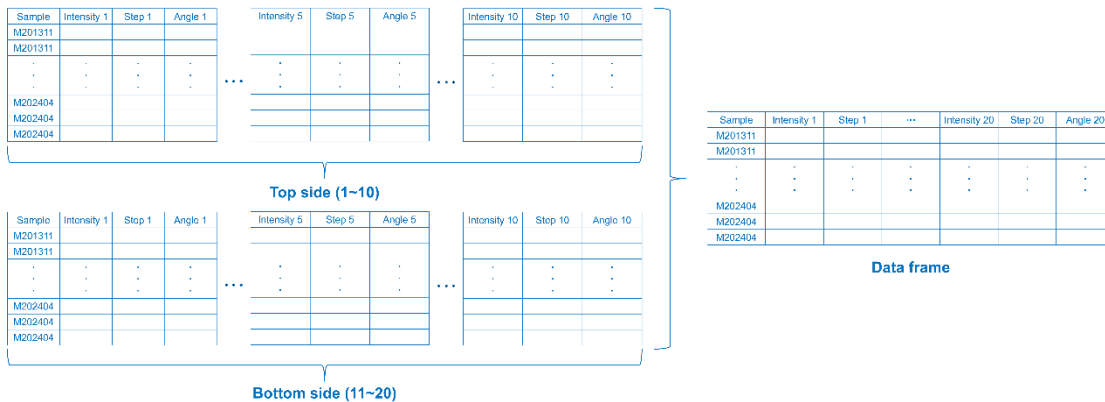 Sample Intensity 1 Step 1 Angle 1 Intensity 5 Step 5 Angle 5 Intensity 10 Step 10 Angle 10
M201311
M201311
. . . . . . . . . .
. . . . ... . . . ... . . .
. . . . . . . . . .
M202404
M202404
M202404
Top side (1~10)
Sample Intensity 1 Step 1 Angle 1 Intensity 5 Step 5 Angle 5 Intensity 10 Step 10 Angle 10
M201311
M201311
. . . . . . . . . .
. . . . ... . . . ... . . .
. . . . . . . . . .
M202404
M202404
M202404
Bottom side (11~20)
Sample Intensity 1 Step 1 ... Intensity 20 Step 20 Angle 20
M201311
M201311
. . . . . . .
. . . . . . .
. . . . . . .
M202404
M202404
M202404
Data frame